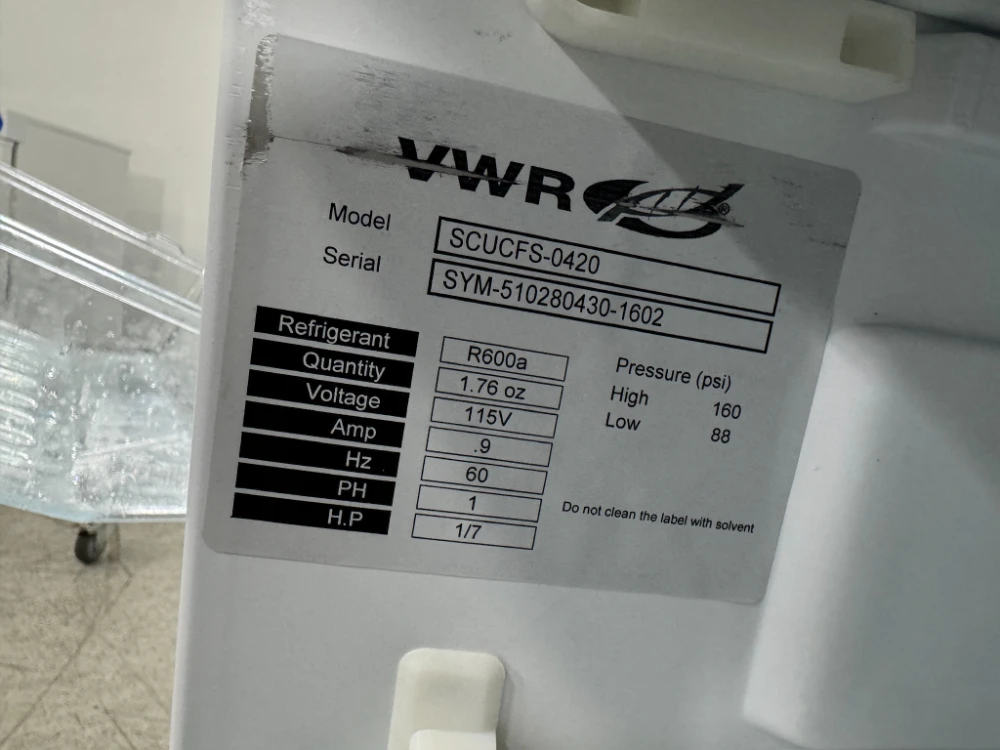 VWR
Model SCUCFS-0420
Serial SYM-510280430-1602
Refrigerant R600a
Quantity 1.76 oz
Voltage 115V
Amp .9
Hz 60
PH 1
H.P 1/7
Pressure (psi)
High 160
Low 88
Do not clean the label with solvent